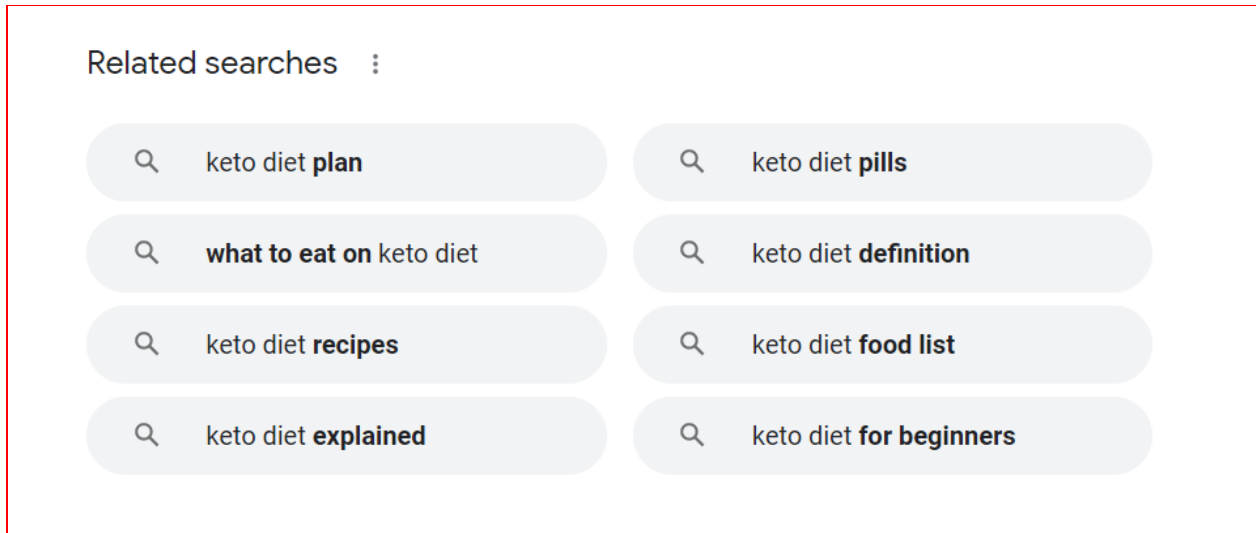 Related searches
keto diet plan
keto diet pills
what to eat on keto diet
keto diet definition
keto diet recipes
keto diet food list
keto diet explained
keto diet for beginners